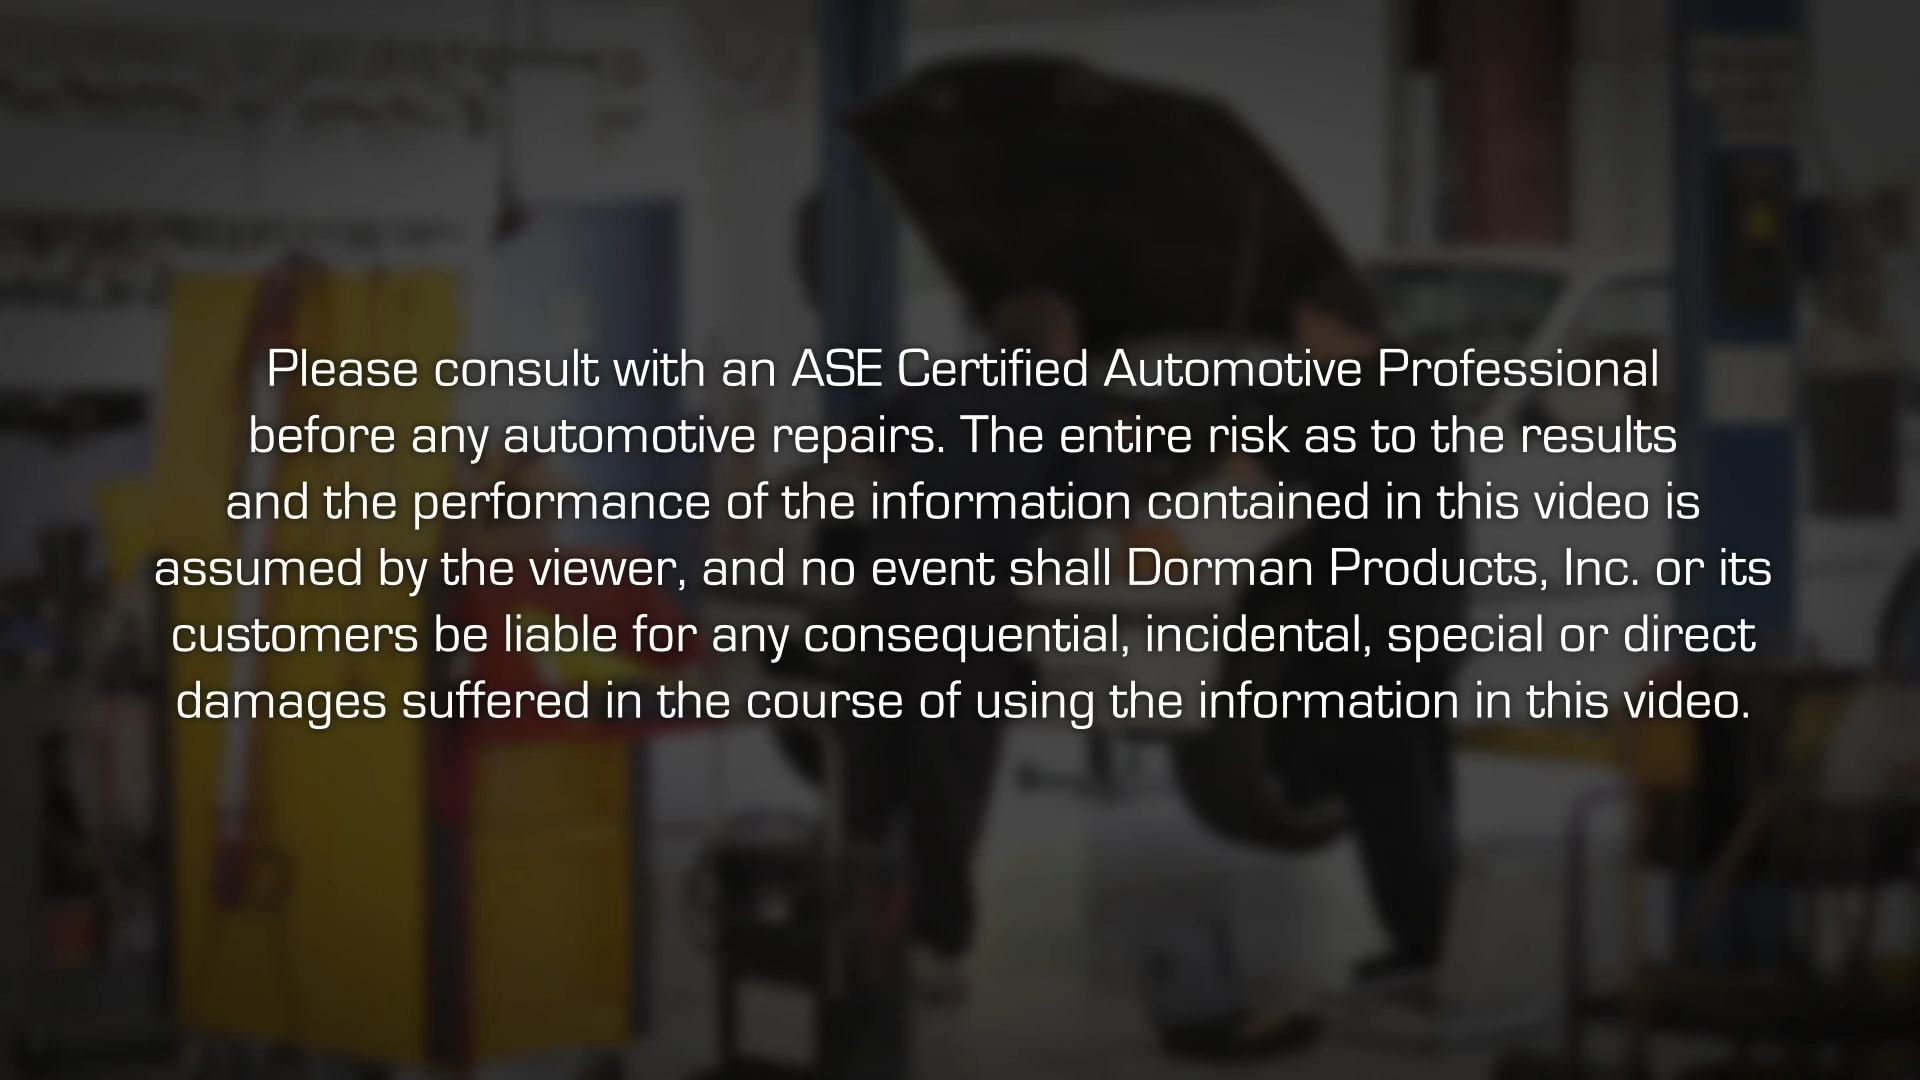 Please consult with an ASE Certified Automotive Professional
before any automotive repairs. The entire risk as to the results
and the performance of the information contained in this video is
assumed by the viewer, and no event shall Dorman Products, Inc. or its
customers be liable for any consequential, incidental, special or direct
damages suffered in the course of using the information in this video.